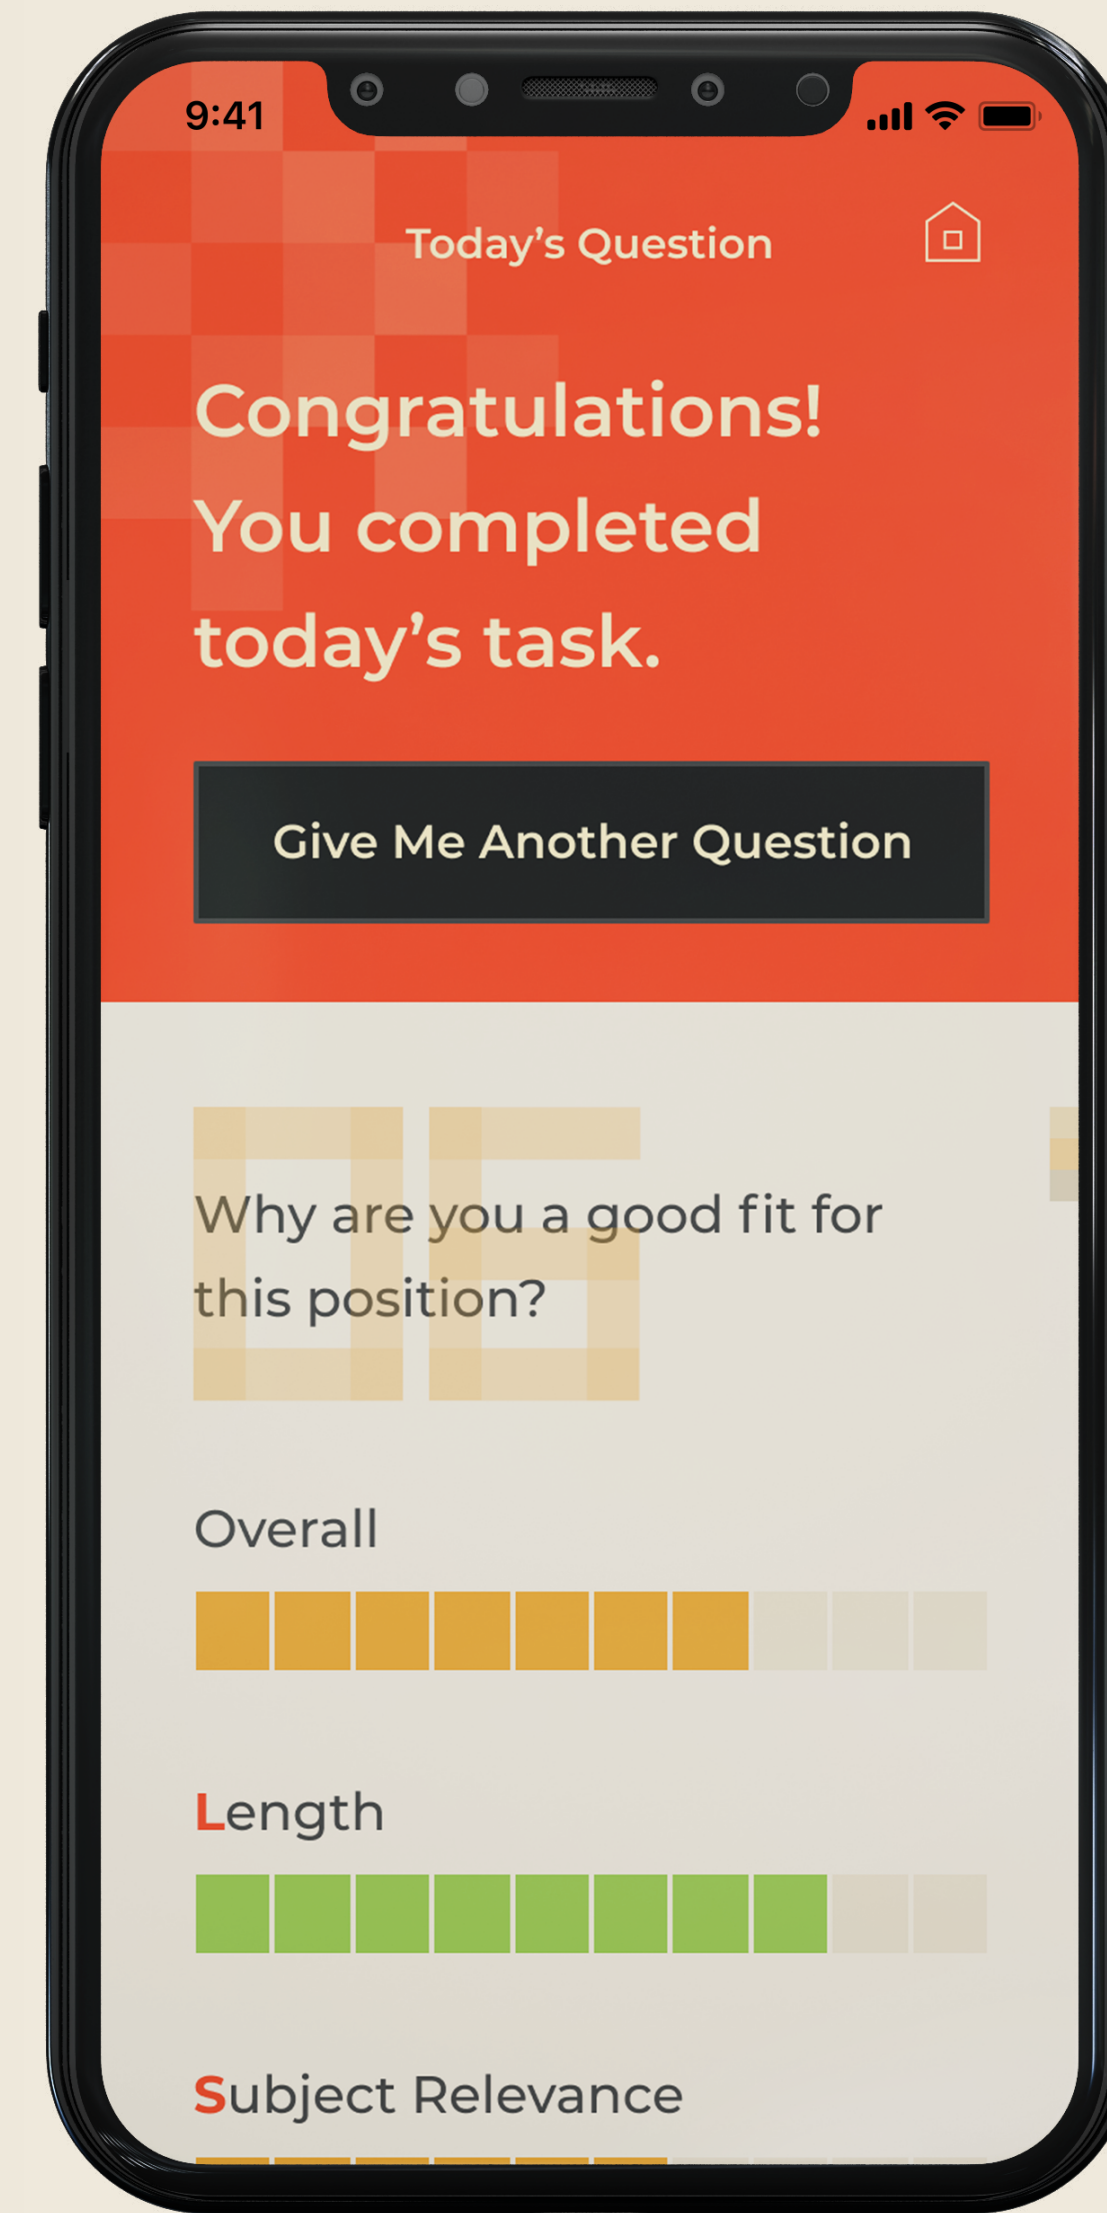 9:41
Today's Question
Congratulations!
You completed
today's task.
Give Me Another Question
05
Why are you a good fit for
this position?
Overall
Length
Subject Relevance